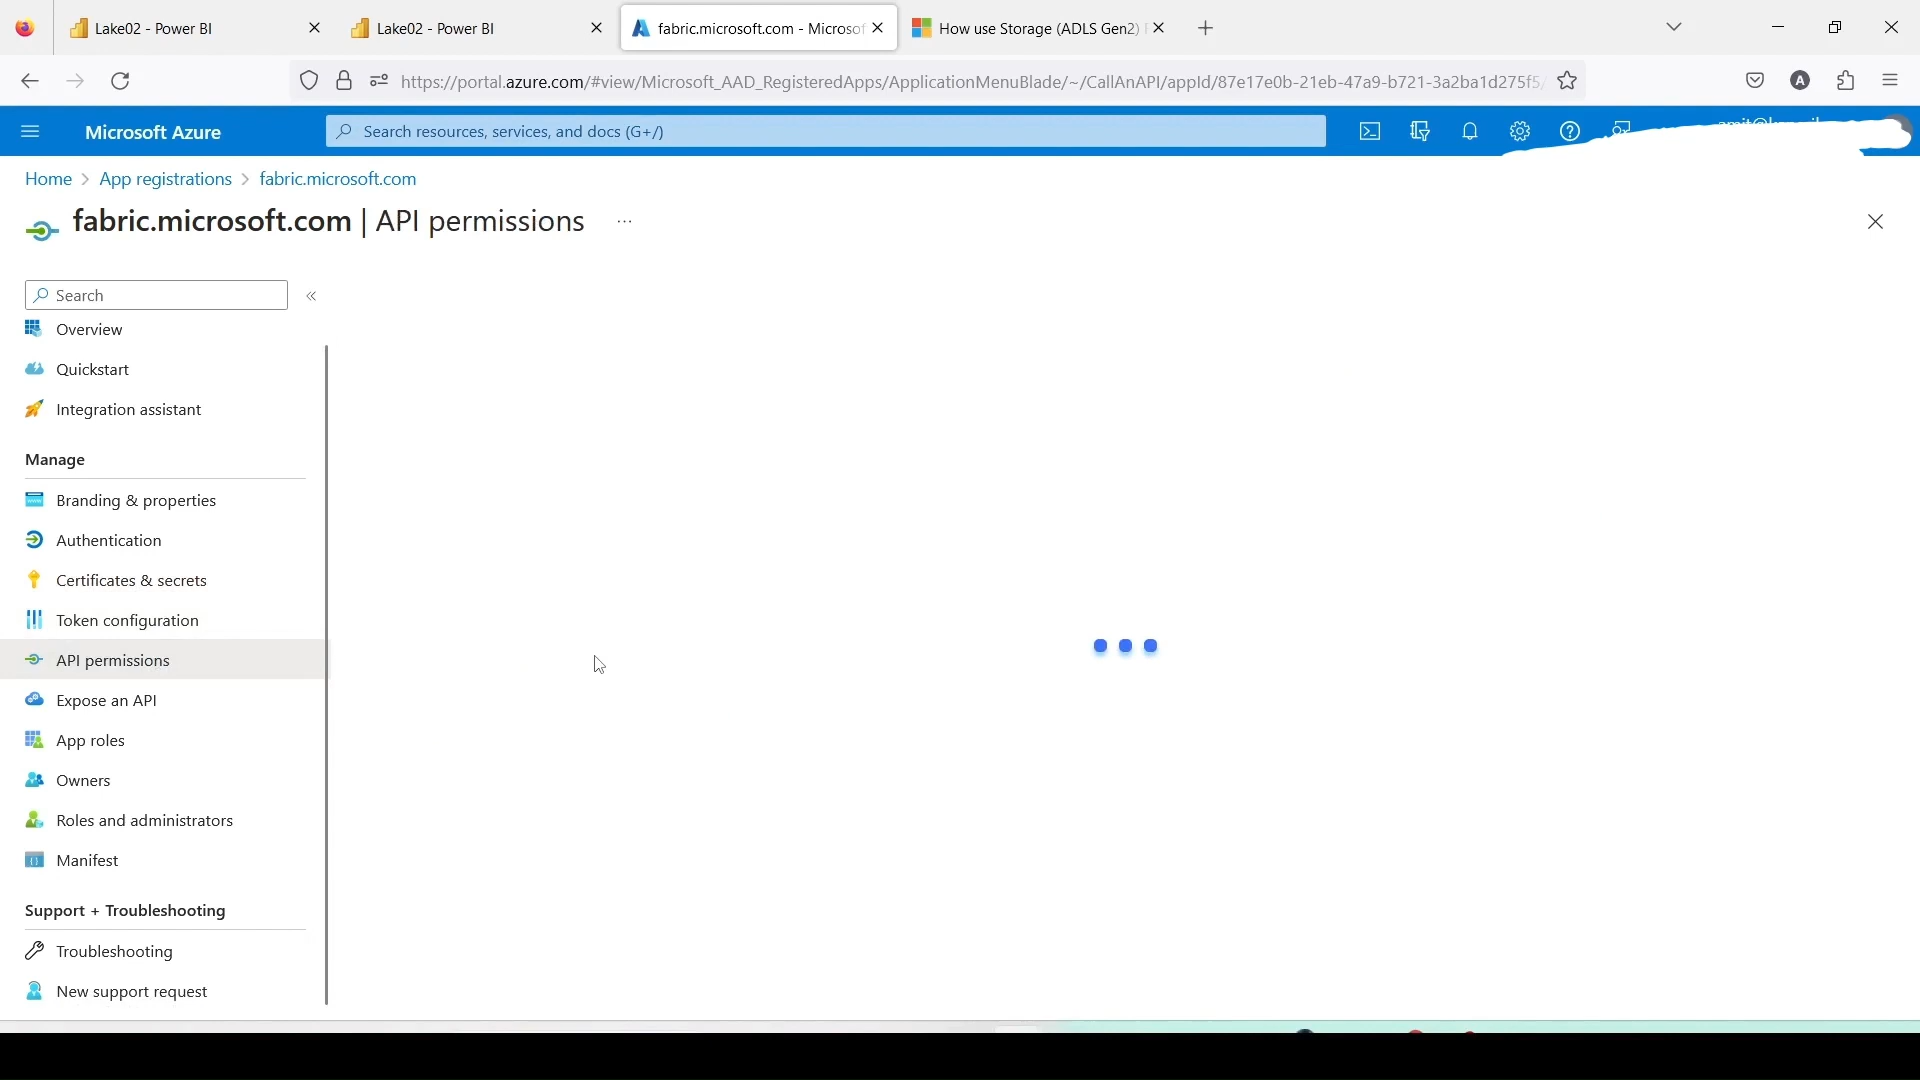 Lake02 - Power BI
Lake02 - Power BI
fabric.microsoft.com - Microsof
How use Storage (ADLS Gen2)
https://portal.azure.com/#view/Microsoft_AAD_RegisteredApps/ApplicationMenuBlade/~/CallAnAPI/appId/87e17e0b-21eb-47a9-b721-3a2ba1d275f5/
A
Microsoft Azure
Search resources, services, and docs (G+/)
Home > App registrations > fabric.microsoft.com
fabric.microsoft.com | API permissions ...
Search
Overview
Quickstart
Integration assistant
Manage
Branding & properties
Authentication
Certificates & secrets
Token configuration
API permissions
Expose an API
App roles
Owners
Roles and administrators
Manifest
Support + Troubleshooting
Troubleshooting
New support request